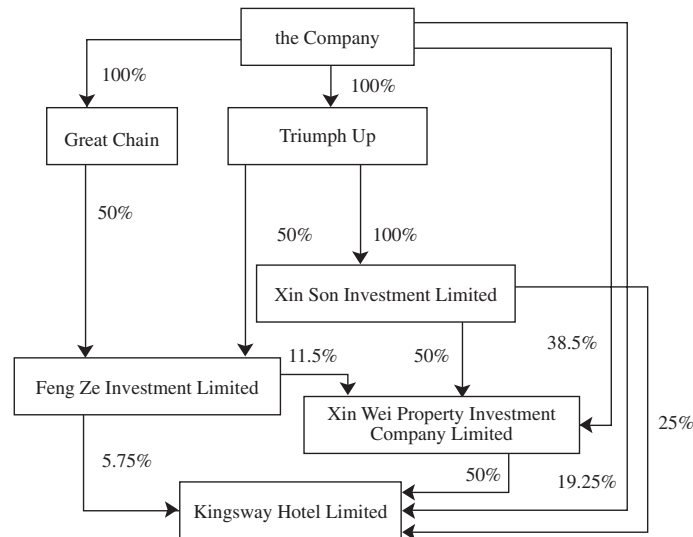 the Company
100%
100%
Great Chain
Triumph Up
50%
50%
100%
Xin Son Investment Limited
38.5%
11.5%
50%
Feng Ze Investment Limited
Xin Wei Property Investment
Company Limited
25%
5.75%
50%
19.25%
Kingsway Hotel Limited